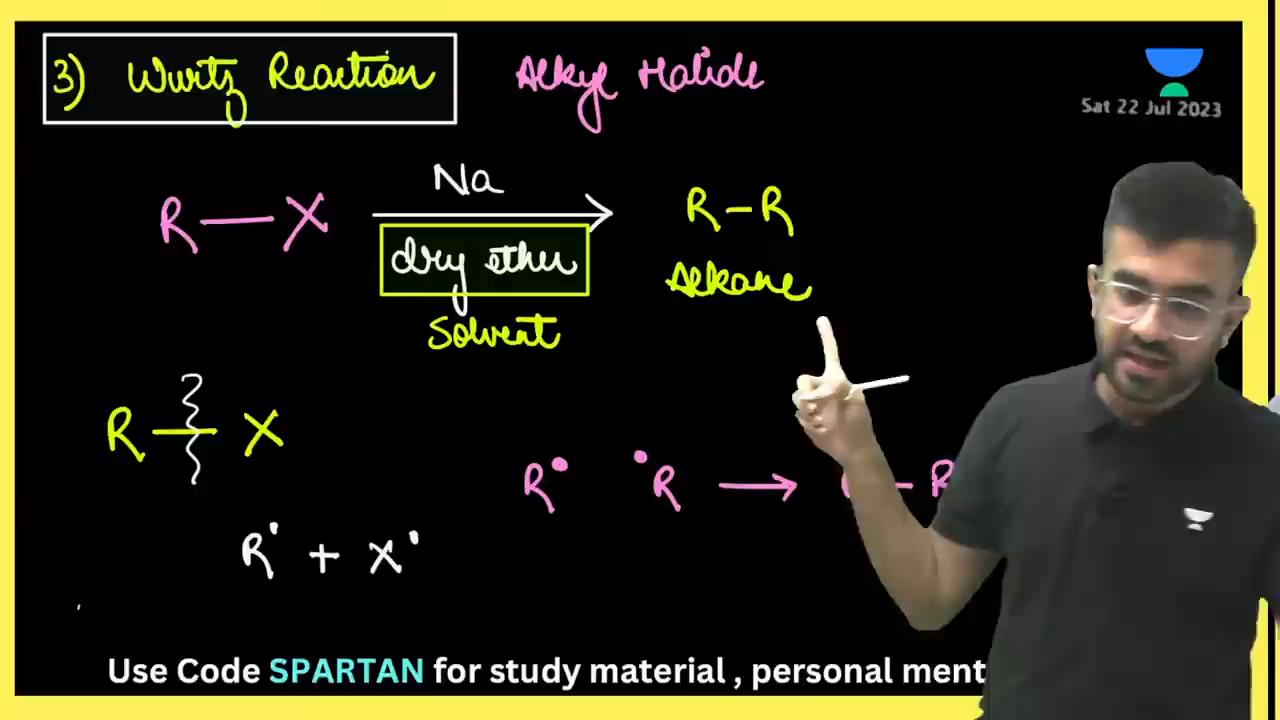 3) Wurtz Reaction Alkyl Halide
Sat 22 Jul 2023
R — X Na R – R
dry ether
Solvent
Alkane
R — X
R• •R → – R
R• + X•
Use Code SPARTAN for study material , personal ment